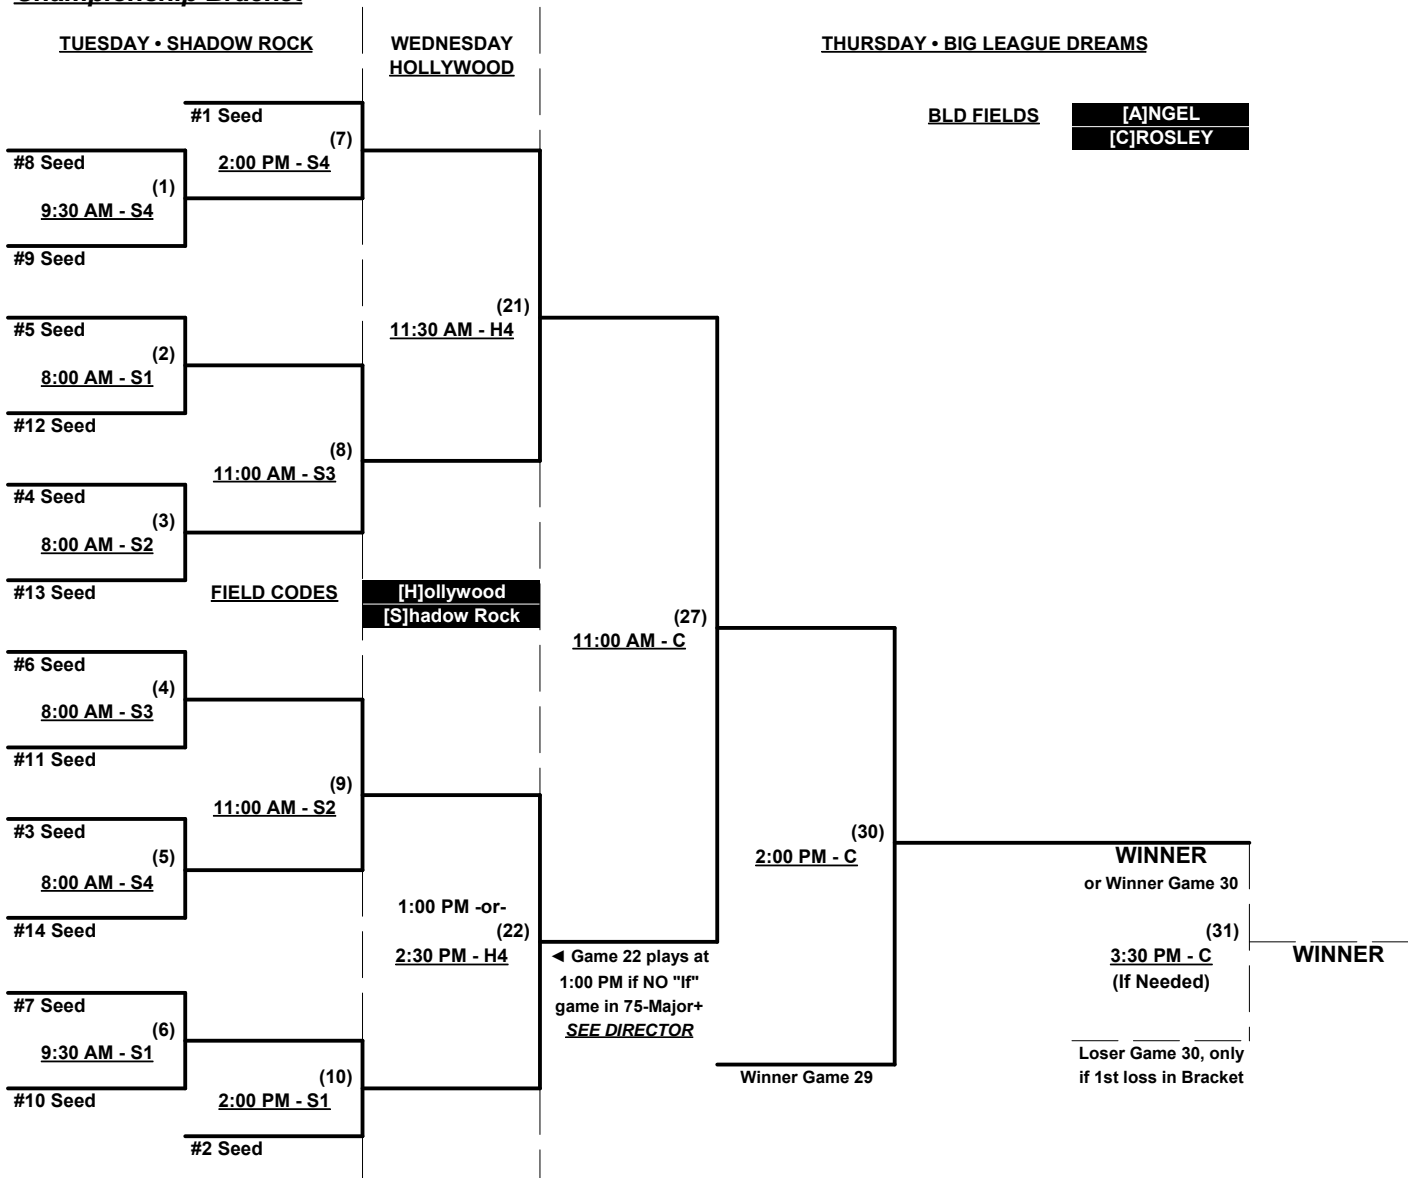 Championship Bracket
TUESDAY • SHADOW ROCK
WEDNESDAY
HOLLYWOOD
THURSDAY • BIG LEAGUE DREAMS
BLD FIELDS
[A]NGEL
[C]ROSLEY
#1 Seed
(7)
2:00 PM - S4
#8 Seed
(1)
9:30 AM - S4
#9 Seed
(21)
11:30 AM - H4
#5 Seed
(2)
8:00 AM - S1
#12 Seed
(8)
11:00 AM - S3
#4 Seed
(3)
8:00 AM - S2
#13 Seed
FIELD CODES
[H]ollywood
[S]hadow Rock
(27)
11:00 AM - C
#6 Seed
(4)
8:00 AM - S3
#11 Seed
(9)
11:00 AM - S2
#3 Seed
(5)
8:00 AM - S4
#14 Seed
(30)
2:00 PM - C
WINNER
or Winner Game 30
1:00 PM -or-
(22)
2:30 PM - H4
◄ Game 22 plays at
1:00 PM if NO "If"
game in 75-Major+
SEE DIRECTOR
(31)
3:30 PM - C
(If Needed)
WINNER
#7 Seed
(6)
9:30 AM - S1
#10 Seed
(10)
2:00 PM - S1
#2 Seed
Winner Game 29
Loser Game 30, only
if 1st loss in Bracket